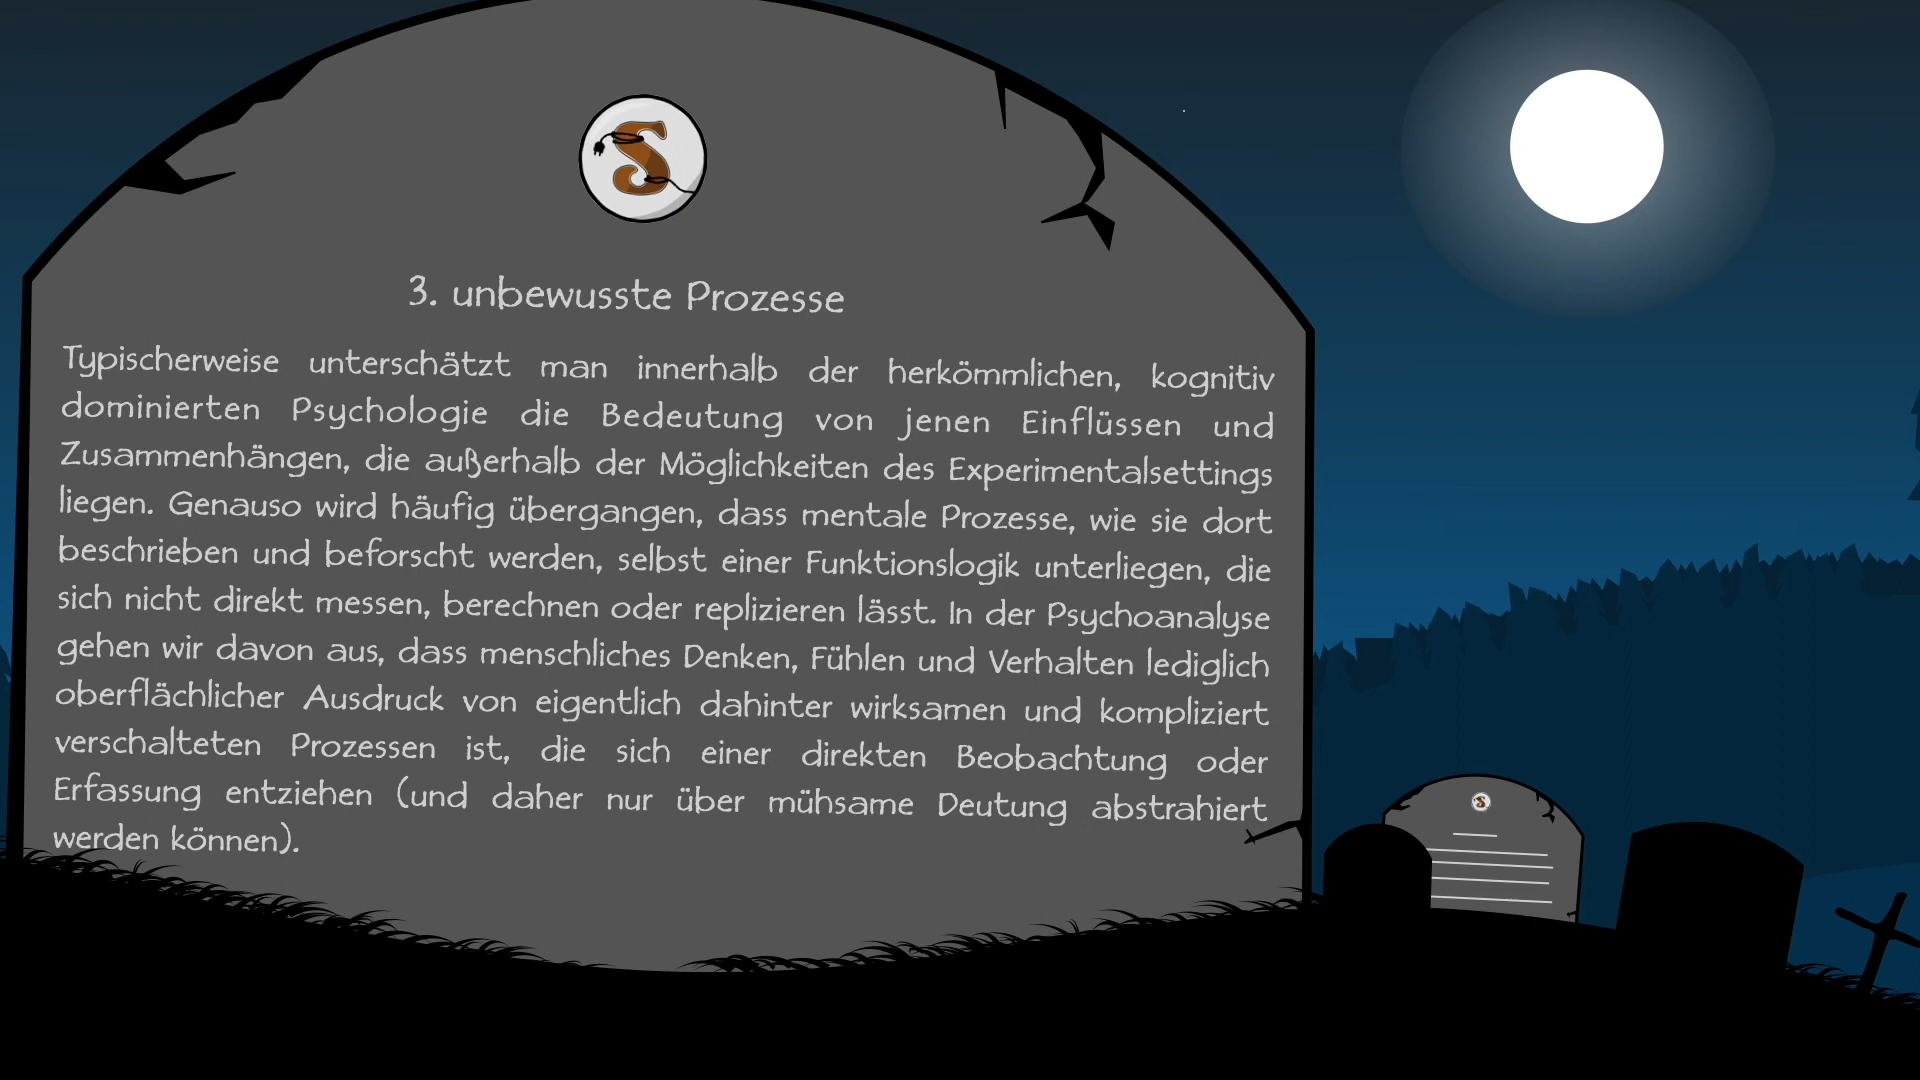 S
3. unbewusste Prozesse
Typischerweise unterschätzt man innerhalb der herkömmlichen, kognitiv
dominierten Psychologie die Bedeutung von jenen Einflüssen und
Zusammenhängen, die außerhalb der Möglichkeiten des Experimentalsettings
liegen. Genauso wird häufig übergangen, dass mentale Prozesse, wie sie dort
beschrieben und beforscht werden, selbst einer Funktionslogik unterliegen, die
sich nicht direkt messen, berechnen oder replizieren lässt. In der Psychoanalyse
gehen wir davon aus, dass menschliches Denken, Fühlen und Verhalten lediglich
oberflächlicher Ausdruck von eigentlich dahinter wirksamen und kompliziert
verschalteten Prozessen ist, die sich einer direkten Beobachtung oder
Erfassung entziehen (und daher nur über mühsame Deutung abstrahiert
werden können).
S